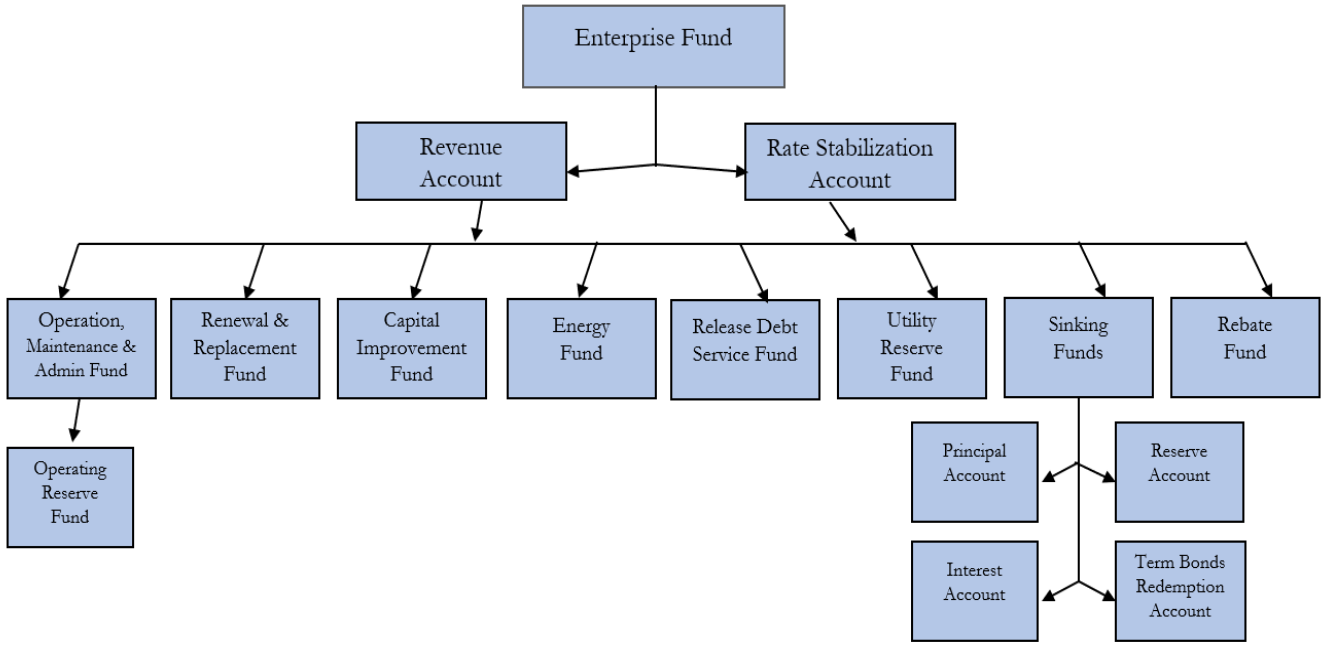 Enterprise Fund
Revenue
Account
Rate Stabilization
Account
Operation,
Maintenance &
Admin Fund
Renewal &
Replacement
Fund
Capital
Improvement
Fund
Energy
Fund
Release Debt
Service Fund
Utility
Reserve
Fund
Sinking
Funds
Rebate
Fund
Operating
Reserve
Fund
Principal
Account
Reserve
Account
Interest
Account
Term Bonds
Redemption
Account